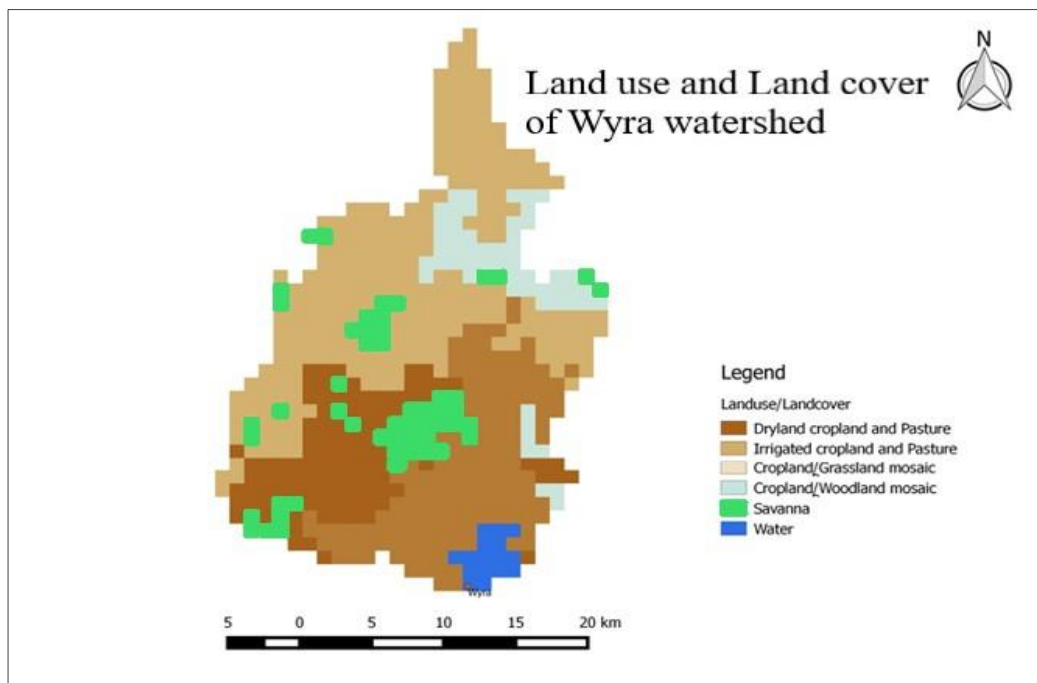 Land use and Land cover
of Wyra watershed
N
Legend
Landuse/Landcover
Dryland cropland and Pasture
Irrigated cropland and Pasture
Cropland/Grassland mosaic
Cropland/Woodland mosaic
Savanna
Water
Wyra
5 0 5 10 15 20 km